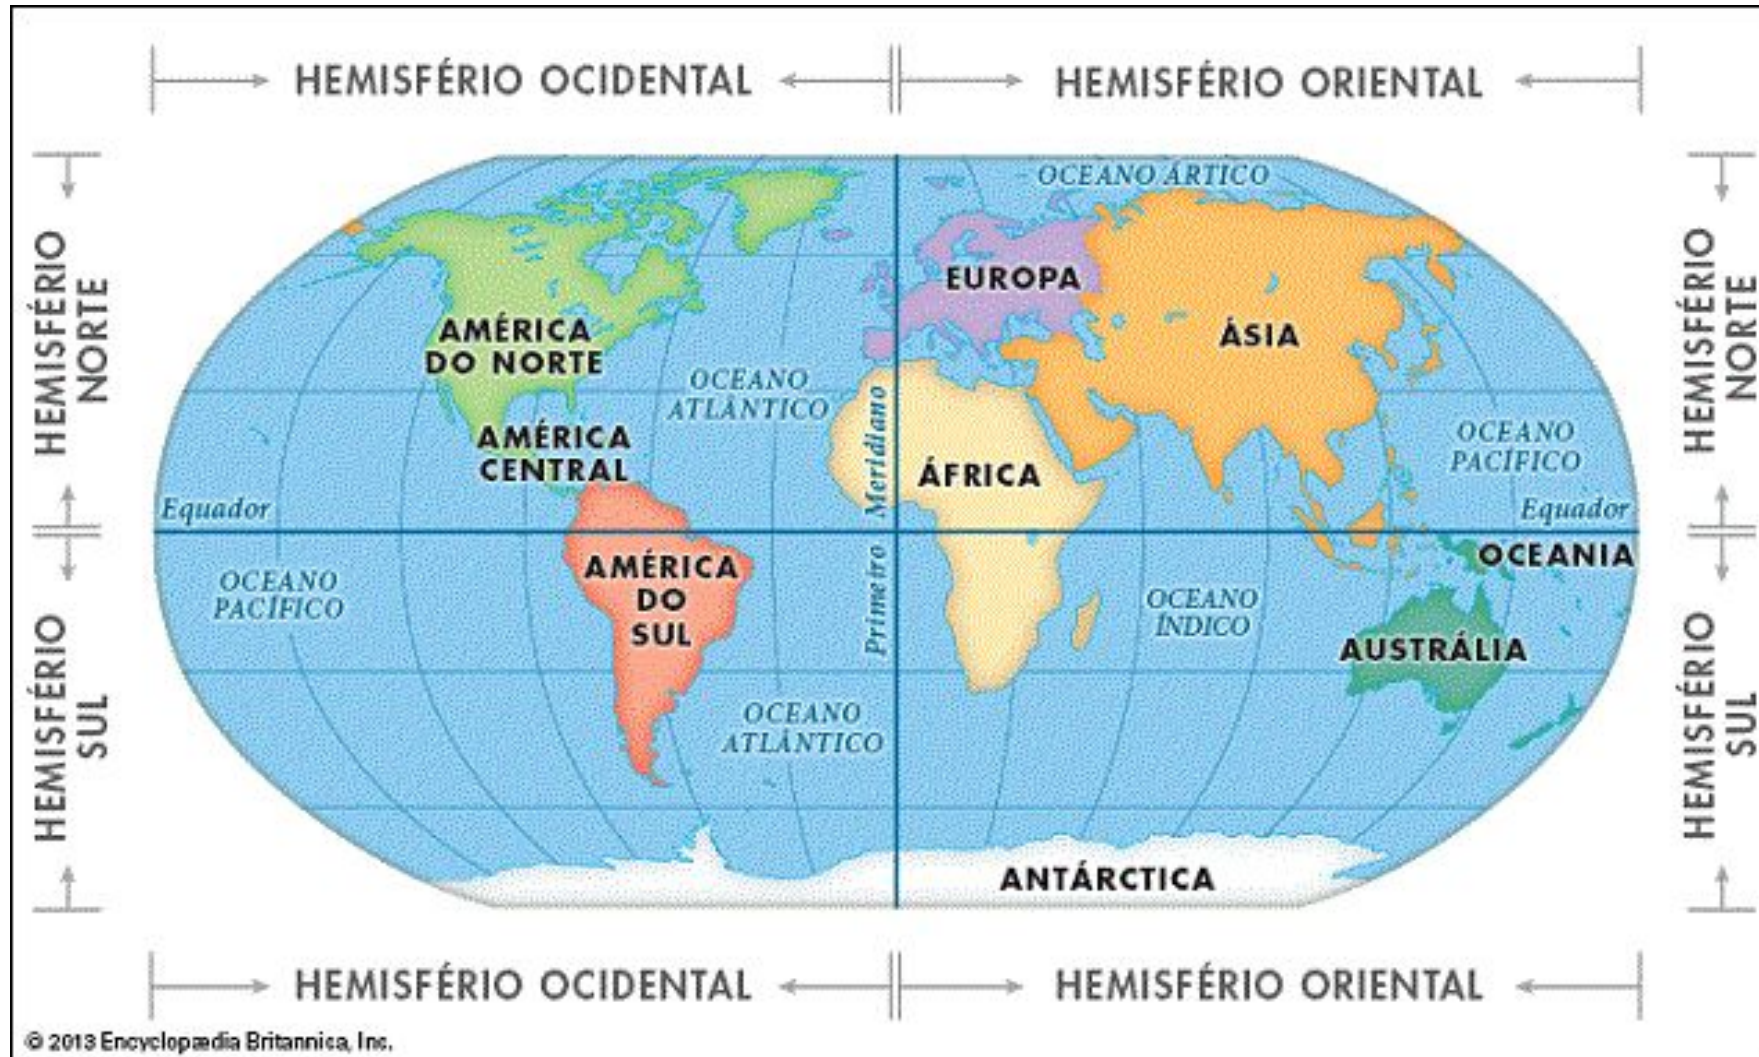 HEMISFÉRIO OCIDENTAL
HEMISFÉRIO ORIENTAL
HEMISFÉRIO
NORTE
HEMISFÉRIO
SUL
OCEANO ÁRTICO
EUROPA
ÁSIA
AMÉRICA
DO NORTE
OCEANO
ATLÂNTICO
AMÉRICA
CENTRAL
Primeiro Meridiano
ÁFRICA
OCEANO
PACÍFICO
Equador
Equador
OCEANIA
OCEANO
PACÍFICO
AMÉRICA
DO
SUL
OCEANO
ÍNDICO
AUSTRÁLIA
OCEANO
ATLÂNTICO
ANTÁRCTICA
HEMISFÉRIO
NORTE
HEMISFÉRIO
SUL
HEMISFÉRIO OCIDENTAL
HEMISFÉRIO ORIENTAL
© 2013 Encyclopædia Britannica, Inc.